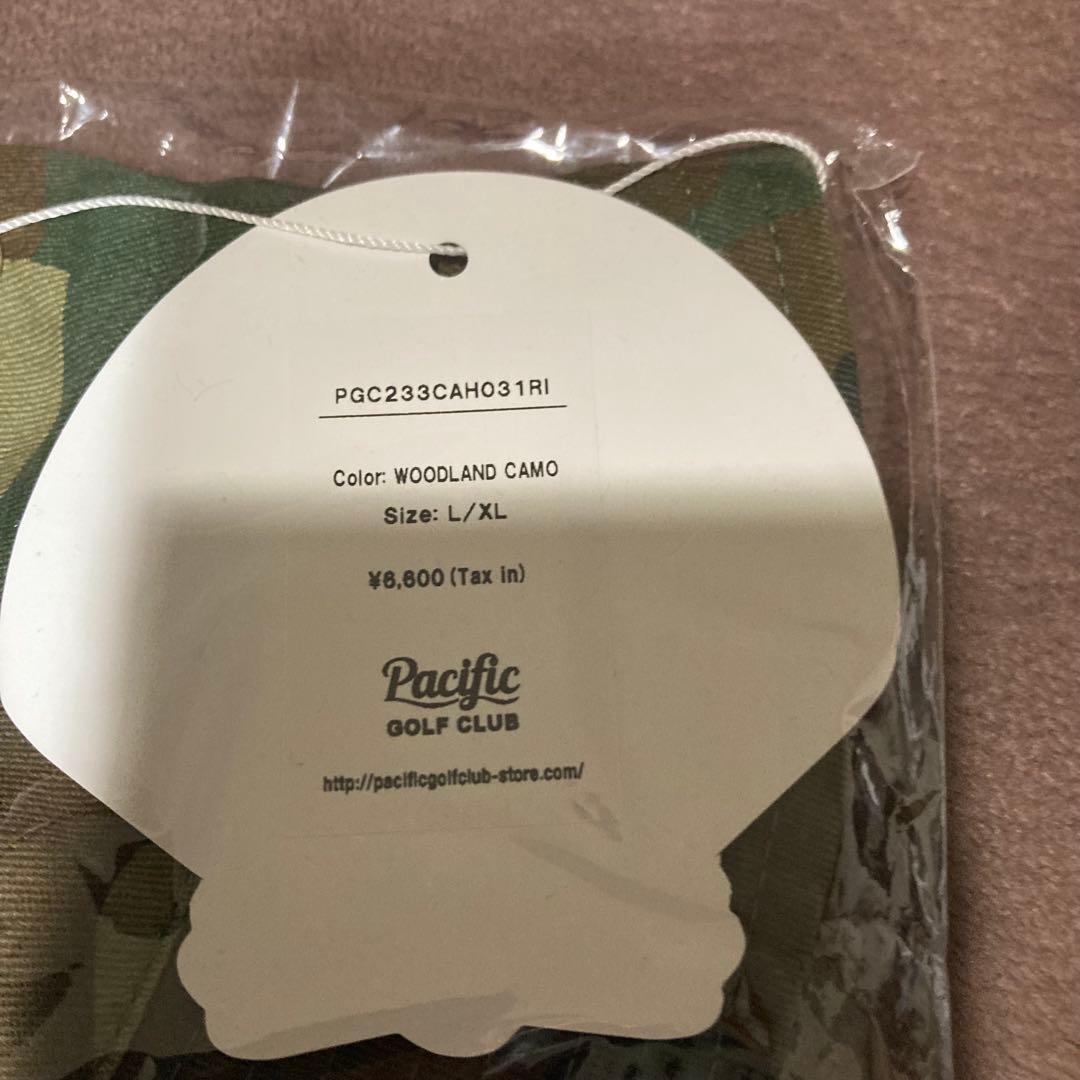 PGC233CAH031RI
Color: WOODLAND CAMO
Size: L/XL
¥6,600 (Tax in)
Pacific
GOLF CLUB
http://pacificgolfclub-store.com/